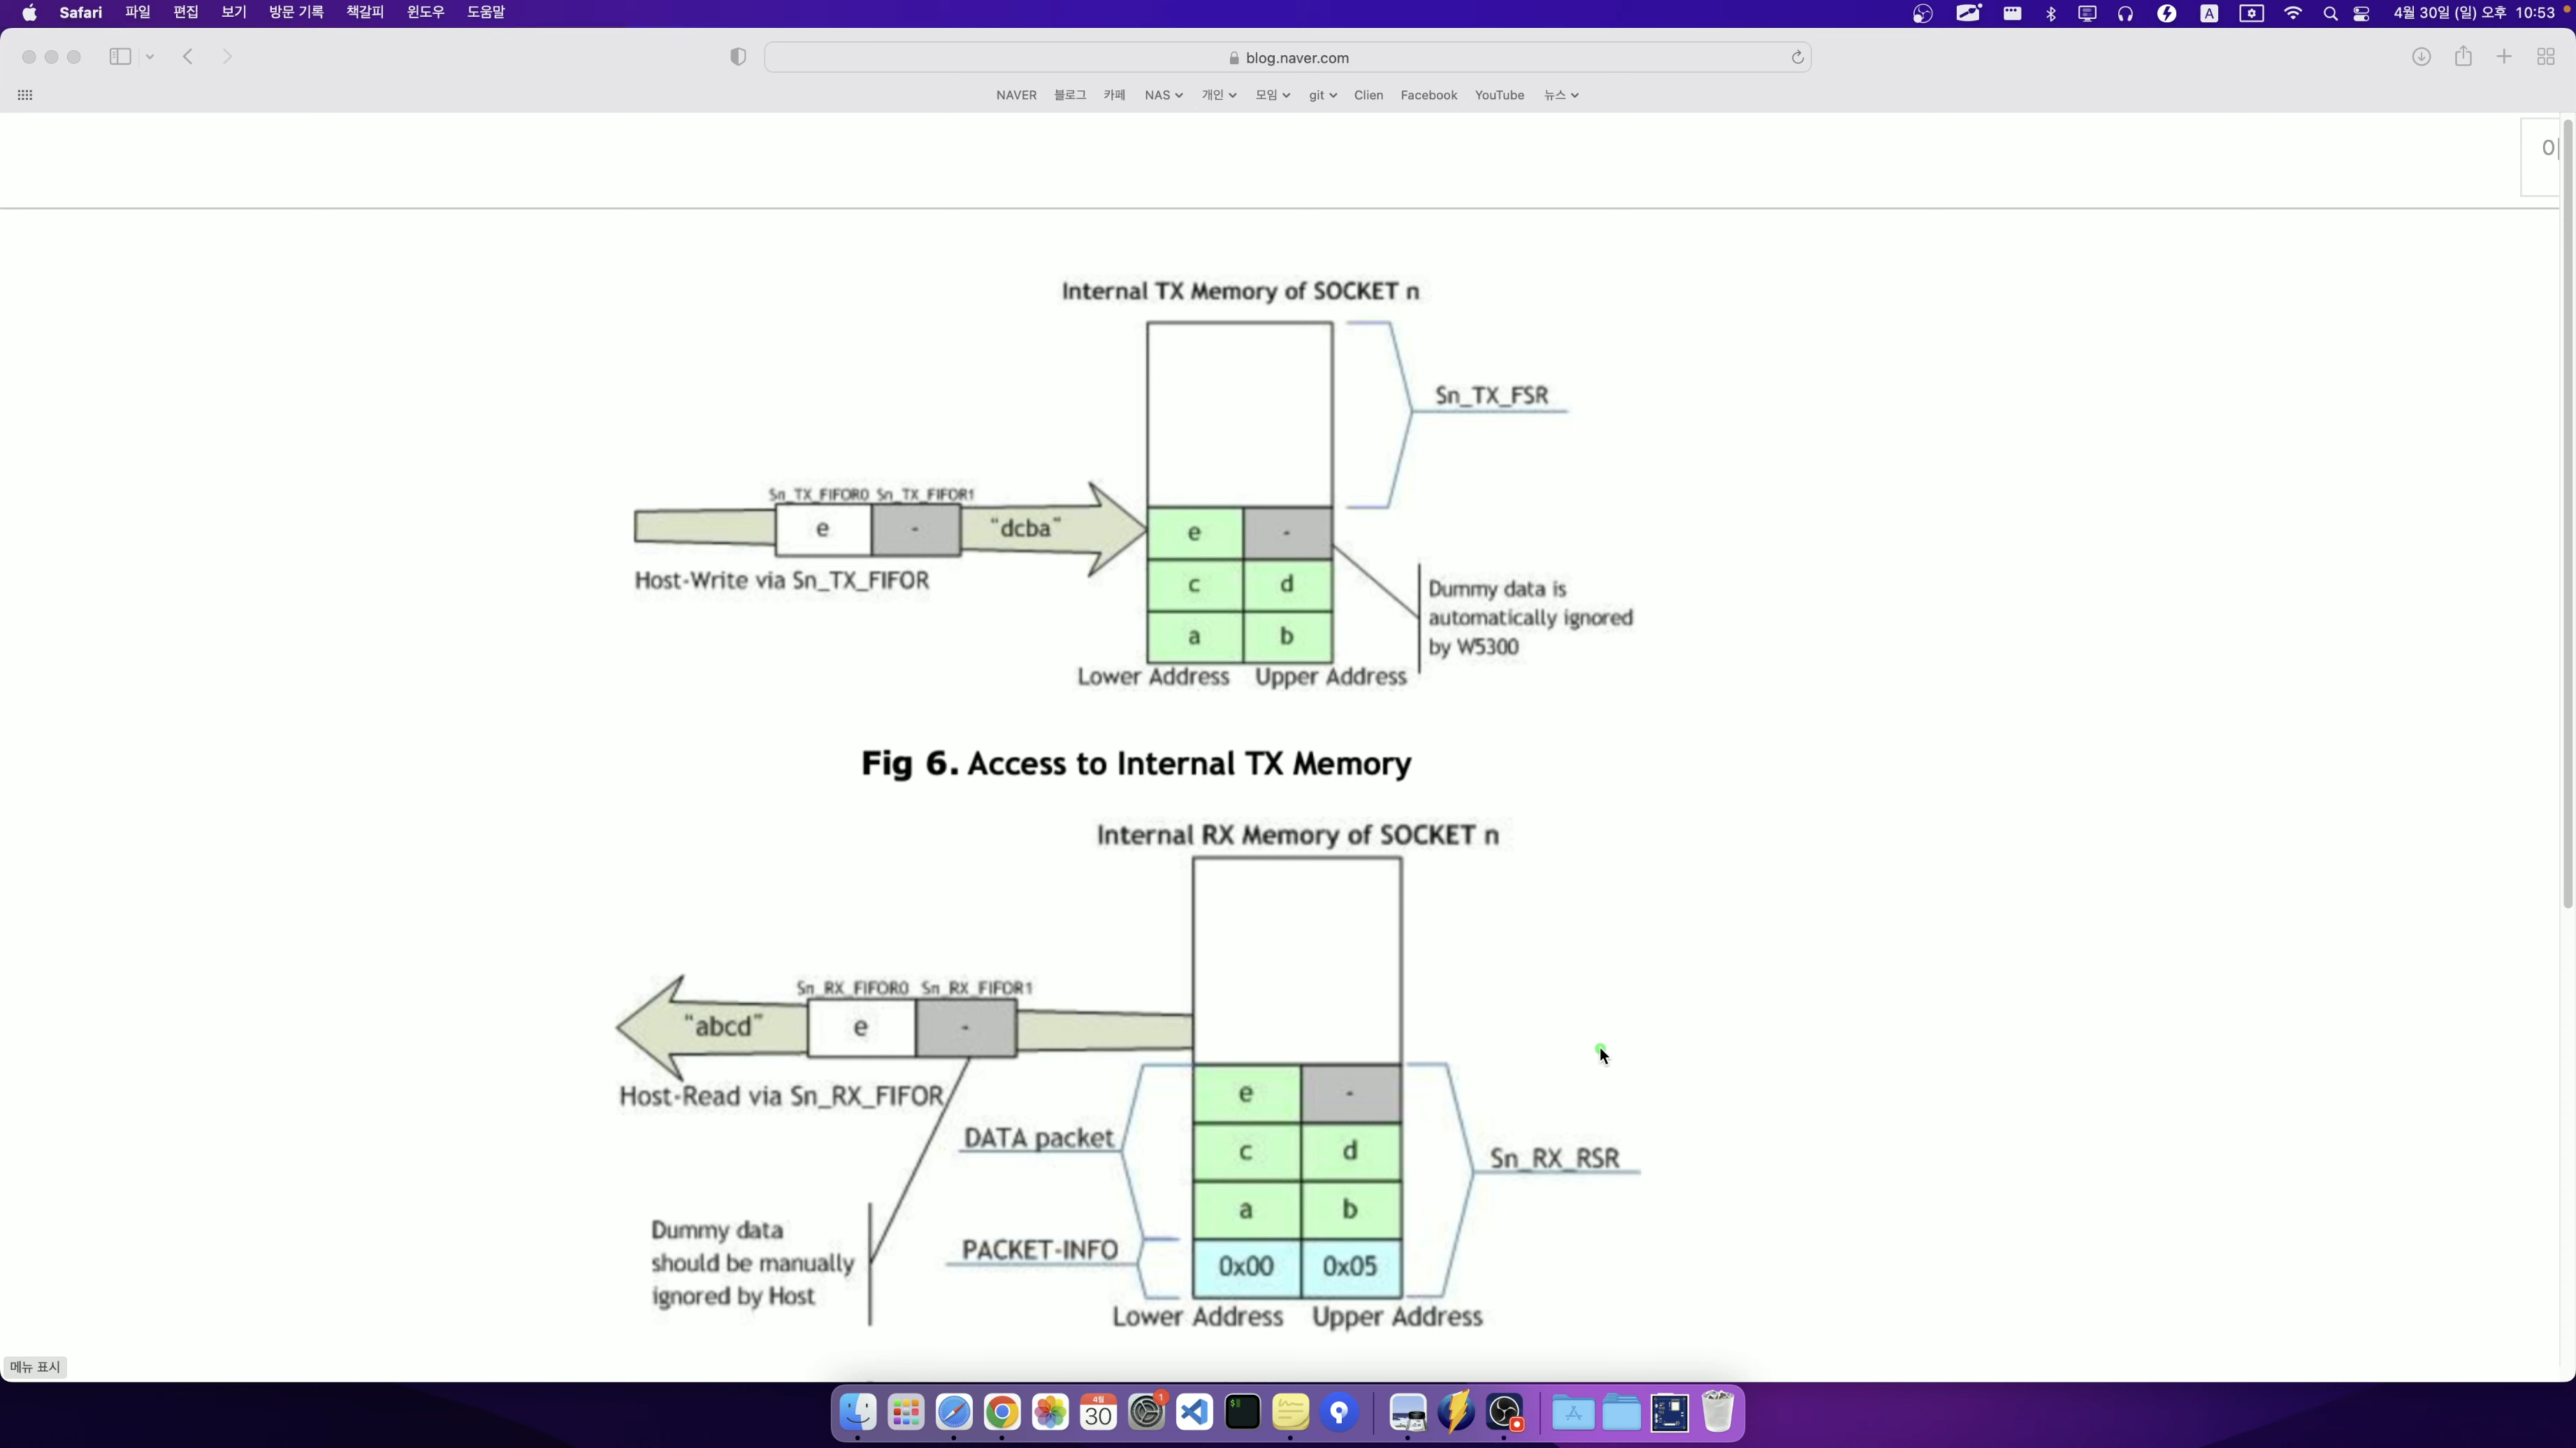 Safari 파일 편집 보기 방문 기록 책갈피 윈도우 도움말 A 4월 30일 (일) 오후 10:53
blog.naver.com
NAVER 블로그 카페 NAS 개인 모임 git Clien Facebook YouTube 뉴스
Internal TX Memory of SOCKET n
Sn_TX_FSR
Sn_TX_FIFOR0 Sn_TX_FIFOR1
e - "dcba"
e -
Host-Write via Sn_TX_FIFOR
c d
a b
Dummy data is
automatically ignored
by W5300
Lower Address Upper Address
Fig 6. Access to Internal TX Memory
Internal RX Memory of SOCKET n
Sn_RX_FIFOR0 Sn_RX_FIFOR1
"abcd" e -
Host-Read via Sn_RX_FIFOR
e -
DATA packet
c d
Sn_RX_RSR
a b
Dummy data
should be manually
ignored by Host
PACKET-INFO
0x00 0x05
Lower Address Upper Address
메뉴 표시
4월
30
1